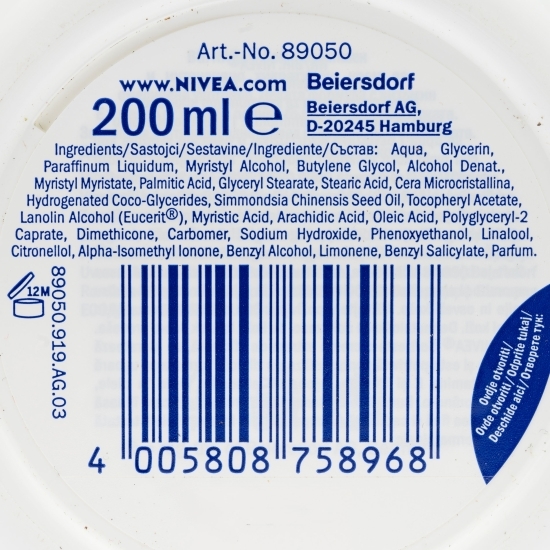 Art.-No. 89050
www.NIVEA.com Beiersdorf
200 ml ℮ Beiersdorf AG,
D-20245 Hamburg
Ingredients/Sastojci/Sestavine/Ingrediente/Състав: Aqua, Glycerin,
Paraffinum Liquidum, Myristyl Alcohol, Butylene Glycol, Alcohol Denat.,
Myristyl Myristate, Palmitic Acid, Glyceryl Stearate, Stearic Acid, Cera Microcristallina,
Hydrogenated Coco-Glycerides, Simmondsia Chinensis Seed Oil, Tocopheryl Acetate,
Lanolin Alcohol (Eucerit®), Myristic Acid, Arachidic Acid, Oleic Acid, Polyglyceryl-2
Caprate, Dimethicone, Carbomer, Sodium Hydroxide, Phenoxyethanol, Linalool,
Citronellol, Alpha-Isomethyl Ionone, Benzyl Alcohol, Limonene, Benzyl Salicylate, Parfum.
12M
89050.919.AG.03
4 005808 758968
Ovdje otvoriti/
Ovde otvoriti/ Odprite tukaj/
Deschide aici/ Отворете тук: